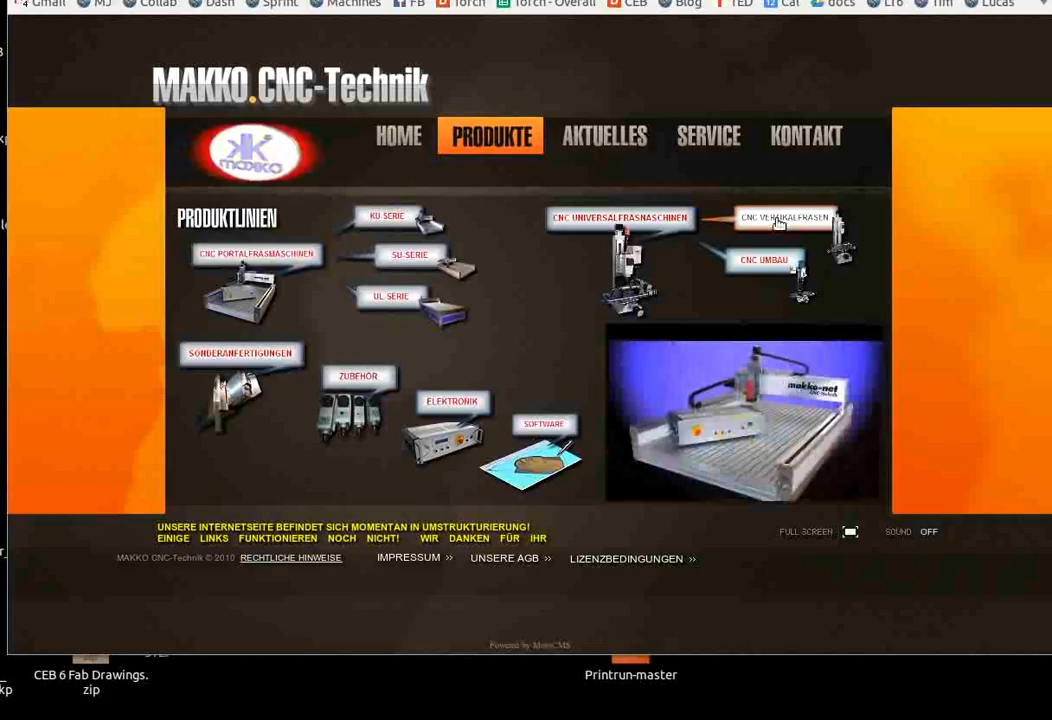 Gmail MJ Collab Dash Sprint Machines FB Torch Torch - Overall CEB Blog TED Cal docs LT6 Tim Lucas
MAKKO.CNC-Technik
makko
HOME PRODUKTE AKTUELLES SERVICE KONTAKT
PRODUKTLINIEN
KU-SERIE
CNC UNIVERSALFRÄSMASCHINEN
CNC VERTIKALFRÄSEN
CNC PORTALFRÄSMASCHINEN
SU-SERIE
CNC UMBAU
UL-SERIE
SONDERANFERTIGUNGEN
ZUBEHÖR
ELEKTRONIK
SOFTWARE
makko-net
CNC-Technik
UNSERE INTERNETSEITE BEFINDET SICH MOMENTAN IN UMSTRUKTURIERUNG!
EINIGE LINKS FUNKTIONIEREN NOCH NICHT! WIR DANKEN FÜR IHR
FULL SCREEN SOUND OFF
MAKKO CNC-Technik © 2010 RECHTLICHE HINWEISE IMPRESSUM >> UNSERE AGB >> LIZENZBEDINGUNGEN >>
Powered by MotoCMS
CEB 6 Fab Drawings.
zip
Printrun-master